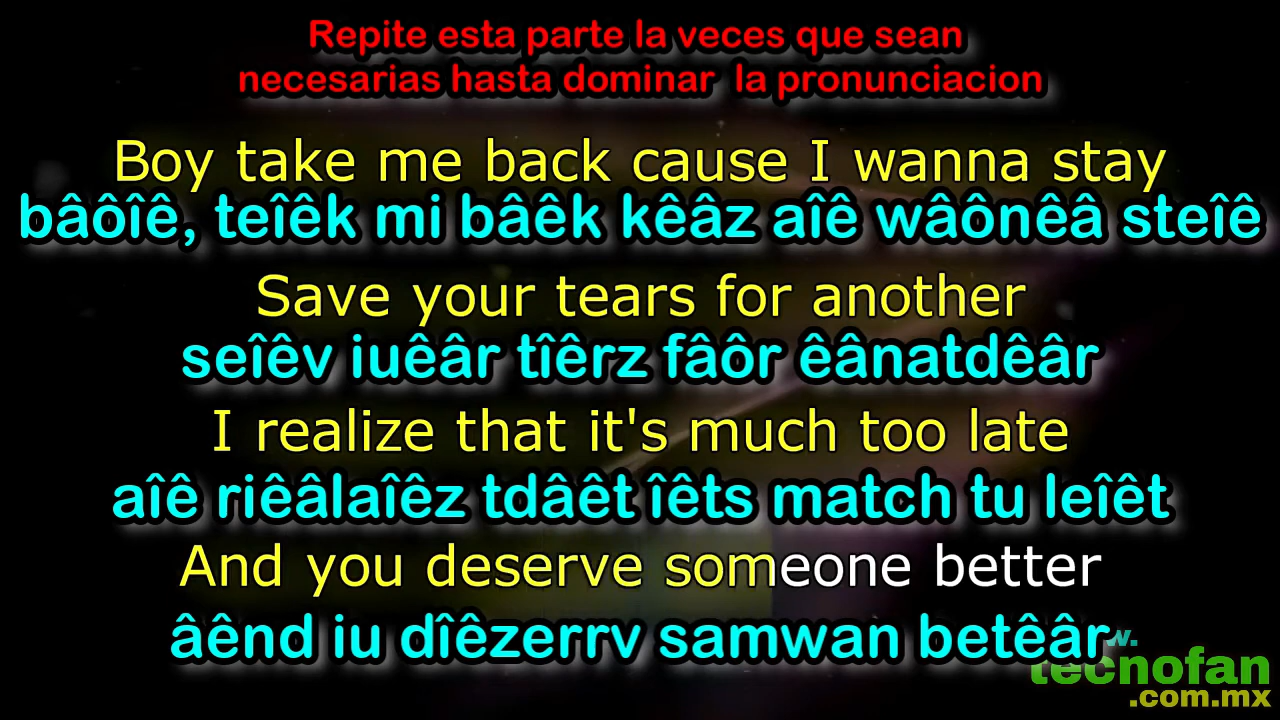 Repite esta parte la veces que sean
necesarias hasta dominar la pronunciacion
Boy take me back cause I wanna stay
bâôîê, teîêk mi bâêk kêâz aîê wâônêâ steîê
Save your tears for another
seîêv iuêâr tîêrz fâôr êânatdêâr
I realize that it's much too late
aîê riêâlaîêz tdâêt îêts match tu leîêt
And you deserve someone better
âênd iu dîêzerrv samwan betêâr
w.
tecnofan
.com.mx